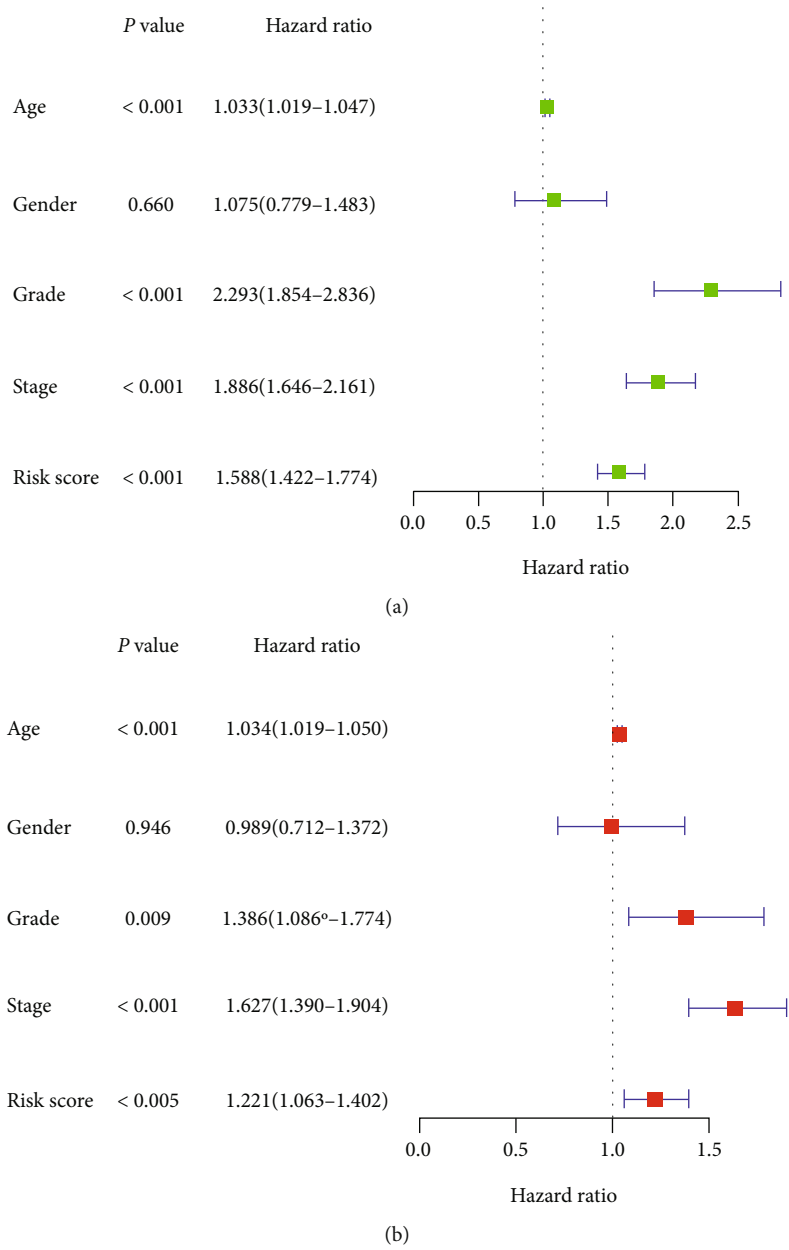 P value Hazard ratio
Age < 0.001 1.033(1.019–1.047)
Gender 0.660 1.075(0.779–1.483)
Grade < 0.001 2.293(1.854–2.836)
Stage < 0.001 1.886(1.646–2.161)
Risk score < 0.001 1.588(1.422–1.774)
0.0 0.5 1.0 1.5 2.0 2.5
Hazard ratio
(a)
P value Hazard ratio
Age < 0.001 1.034(1.019–1.050)
Gender 0.946 0.989(0.712–1.372)
Grade 0.009 1.386(1.086º–1.774)
Stage < 0.001 1.627(1.390–1.904)
Risk score < 0.005 1.221(1.063–1.402)
0.0 0.5 1.0 1.5
Hazard ratio
(b)